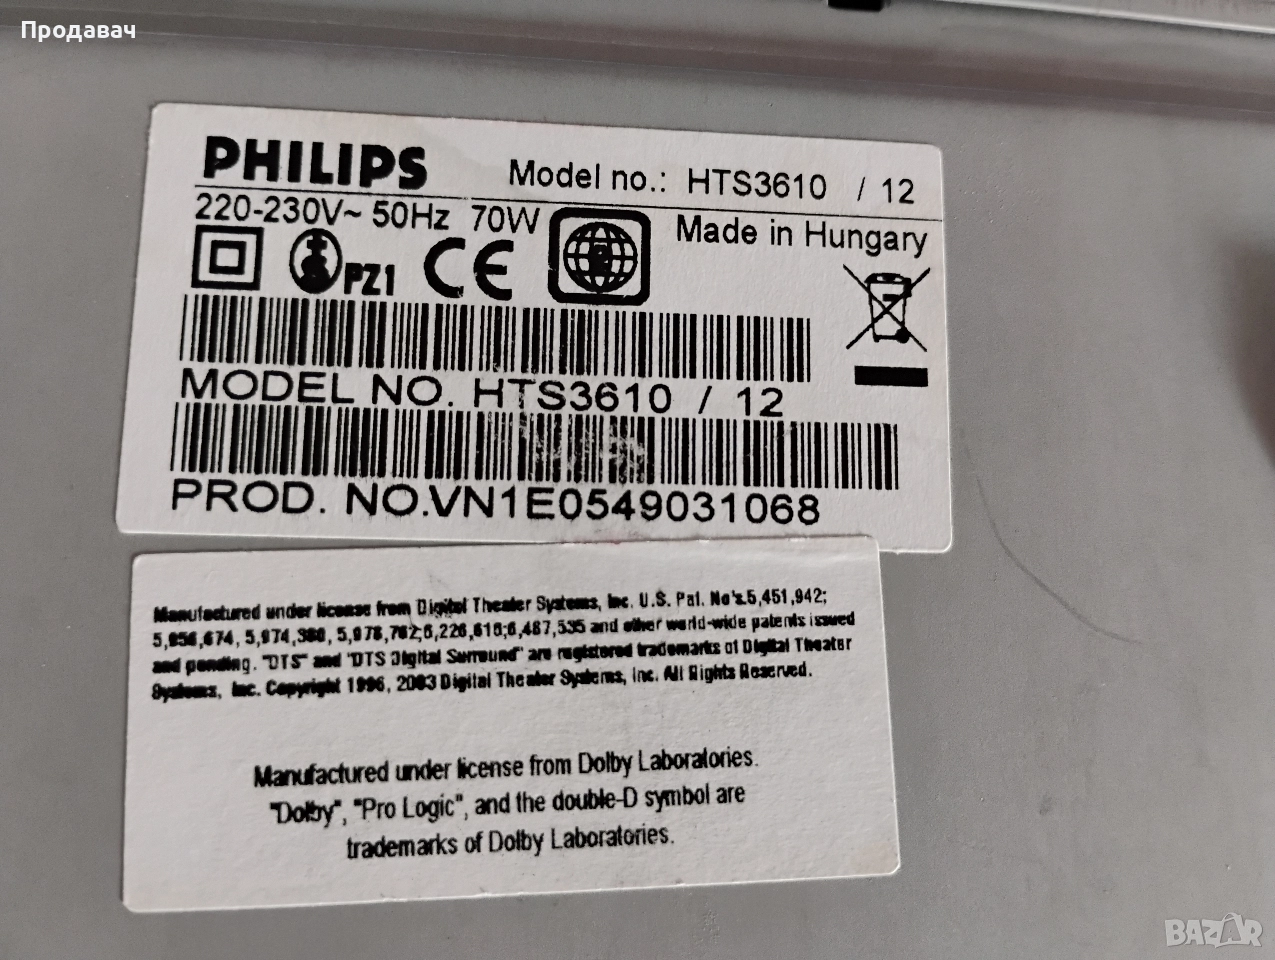 Продавач
PHILIPS Model no.: HTS3610 / 12
220-230V~ 50Hz 70W Made in Hungary
PZ1 CE 2
MODEL NO. HTS3610 / 12
PROD. NO.VN1E0549031068
Manufactured under license from Digital Theater Systems, Inc. U.S. Pat. No's.5,451,942;
5,956,674, 5,974,380, 5,978,762;6,226,616;6,487,535 and other world-wide patents issued
and pending. "DTS" and "DTS Digital Surround" are registered trademarks of Digital Theater
Systems, Inc. Copyright 1996, 2003 Digital Theater Systems, Inc. All Rights Reserved.
Manufactured under license from Dolby Laboratories.
"Dolby", "Pro Logic", and the double-D symbol are
trademarks of Dolby Laboratories.
BAZAR